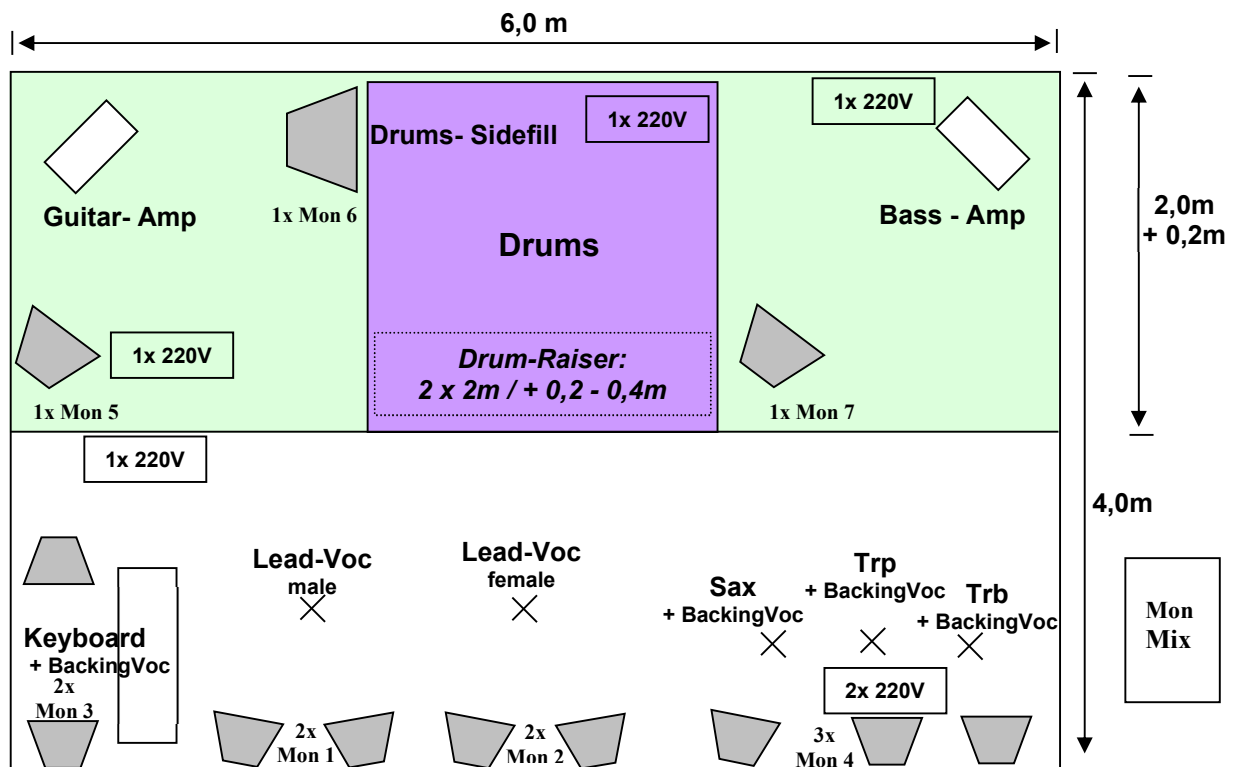 6,0 m
1x 220V
1x 220V
Drums- Sidefill
Guitar- Amp
1x Mon 6
Bass - Amp
2,0m
+ 0,2m
Drums
1x 220V
Drum-Raiser:
2 x 2m / + 0,2 - 0,4m
1x Mon 5
1x Mon 7
1x 220V
4,0m
Lead-Voc
male
Lead-Voc
female
Sax
+ BackingVoc
Trp
+ BackingVoc
Trb
+ BackingVoc
Mon
Mix
Keyboard
+ BackingVoc
2x
Mon 3
2x
Mon 1
2x
Mon 2
2x 220V
3x
Mon 4